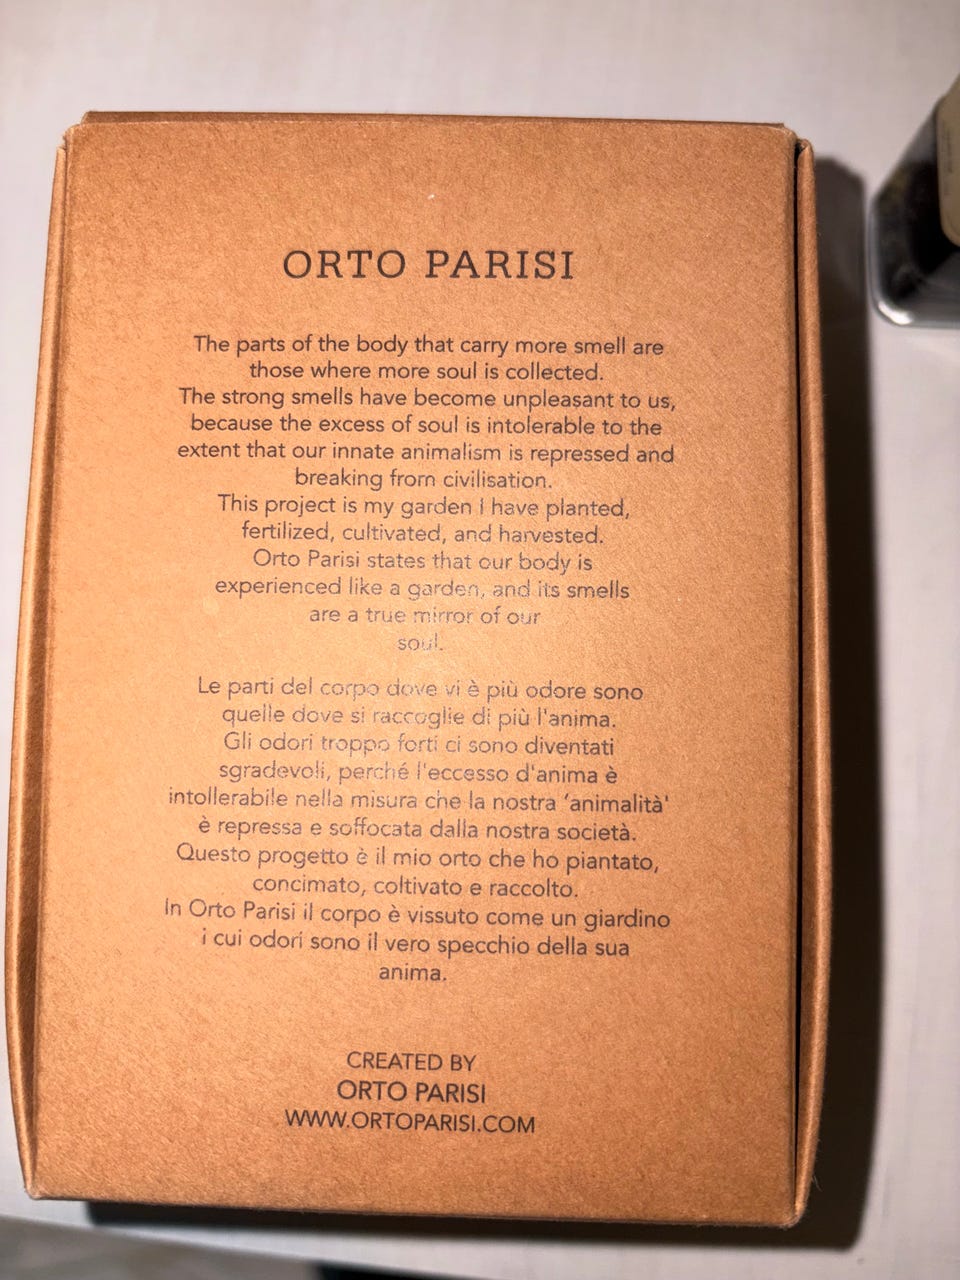 ORTO PARISI
The parts of the body that carry more smell are
those where more soul is collected.
The strong smells have become unpleasant to us,
because the excess of soul is intolerable to the
extent that our innate animalism is repressed and
breaking from civilisation.
This project is my garden I have planted,
fertilized, cultivated, and harvested.
Orto Parisi states that our body is
experienced like a garden, and its smells
are a true mirror of our
soul.
Le parti del corpo dove vi è più odore sono
quelle dove si raccoglie di più l'anima.
Gli odori troppo forti ci sono diventati
sgradevoli, perché l'eccesso d'anima è
intollerabile nella misura che la nostra ‘animalità'
è repressa e soffocata dalla nostra società.
Questo progetto è il mio orto che ho piantato,
concimato, coltivato e raccolto.
In Orto Parisi il corpo è vissuto come un giardino
i cui odori sono il vero specchio della sua
anima.
CREATED BY
ORTO PARISI
WWW.ORTOPARISI.COM